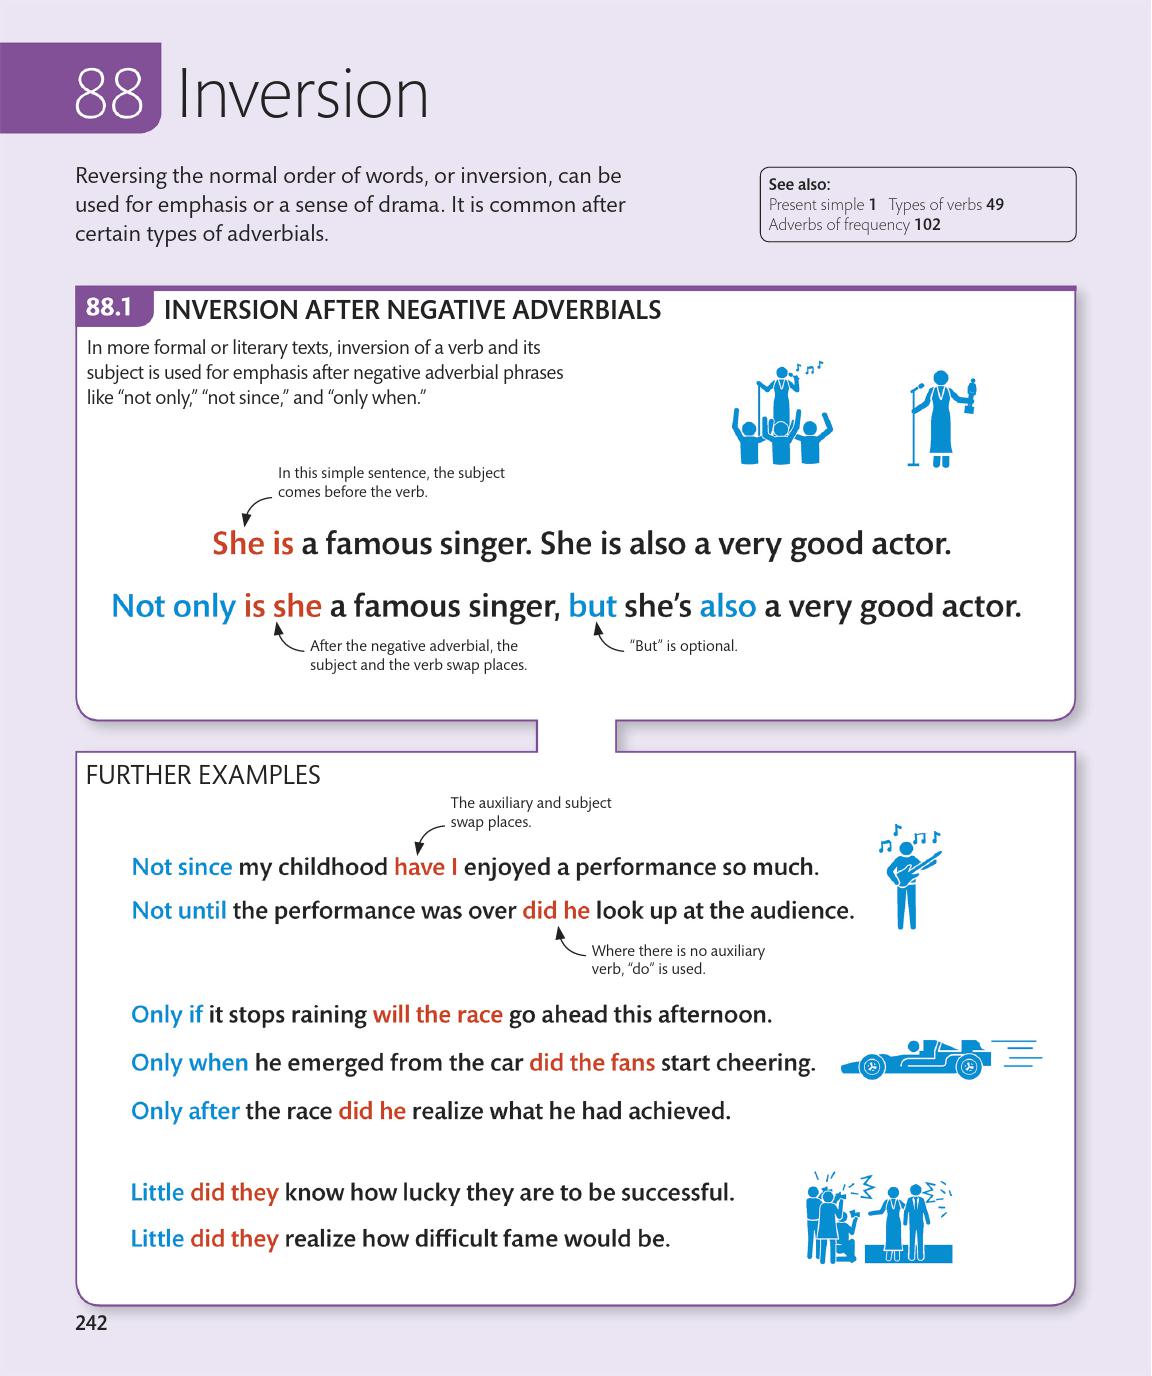 88 Inversion
Reversing the normal order of words, or inversion, can be
used for emphasis or a sense of drama. It is common after
certain types of adverbials.
See also:
Present simple 1 Types of verbs 49
Adverbs of frequency 102
88.1 INVERSION AFTER NEGATIVE ADVERBIALS
In more formal or literary texts, inversion of a verb and its
subject is used for emphasis after negative adverbial phrases
like “not only,” “not since,” and “only when.”
In this simple sentence, the subject
comes before the verb.
She is a famous singer. She is also a very good actor.
Not only is she a famous singer, but she’s also a very good actor.
After the negative adverbial, the
subject and the verb swap places.
“But” is optional.
FURTHER EXAMPLES
The auxiliary and subject
swap places.
Not since my childhood have I enjoyed a performance so much.
Not until the performance was over did he look up at the audience.
Where there is no auxiliary
verb, “do” is used.
Only if it stops raining will the race go ahead this afternoon.
Only when he emerged from the car did the fans start cheering.
Only after the race did he realize what he had achieved.
Little did they know how lucky they are to be successful.
Little did they realize how difficult fame would be.
242